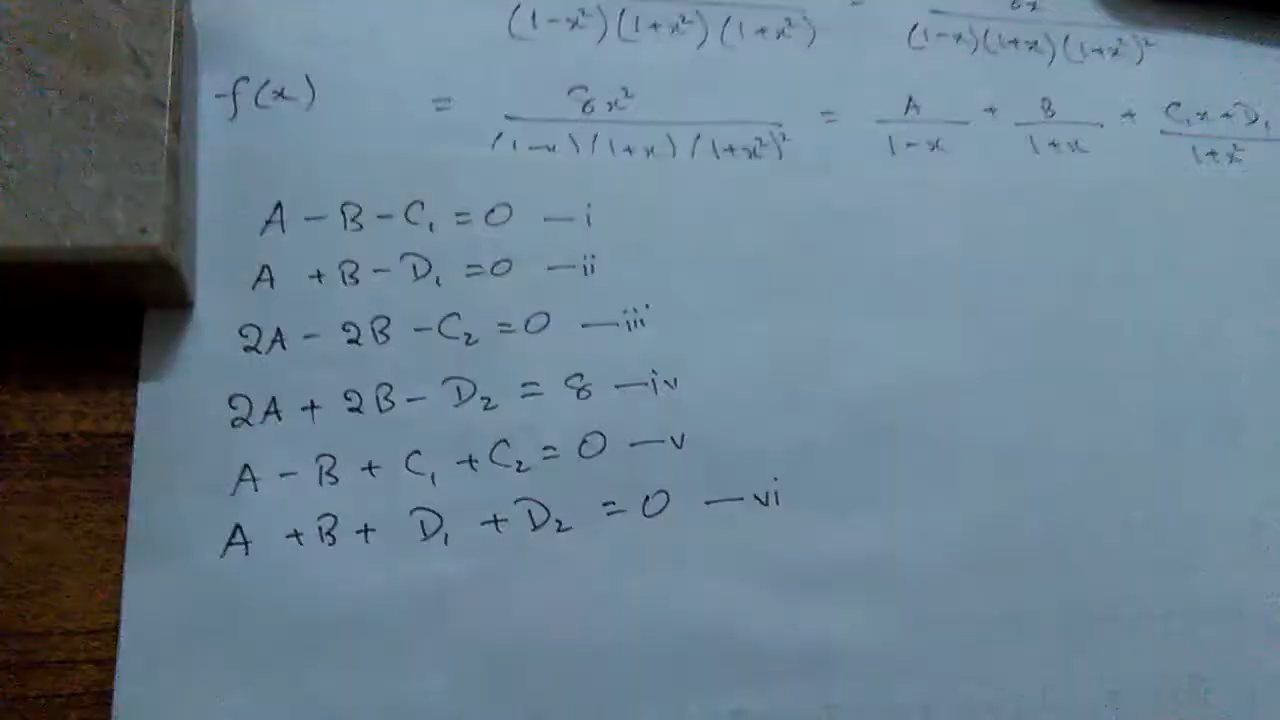 (1-x²)(1+x²)(1+x²) (1-x)(1+x)(1+x²)²
f(x) = 8x² / (1-x)(1+x)(1+x²)² = A / 1-x + B / 1+x + C₁x+D₁ / 1+x²
A - B - C₁ = 0 — i
A + B - D₁ = 0 — ii
2A - 2B - C₂ = 0 — iii
2A + 2B - D₂ = 8 — iv
A - B + C₁ + C₂ = 0 — v
A + B + D₁ + D₂ = 0 — vi